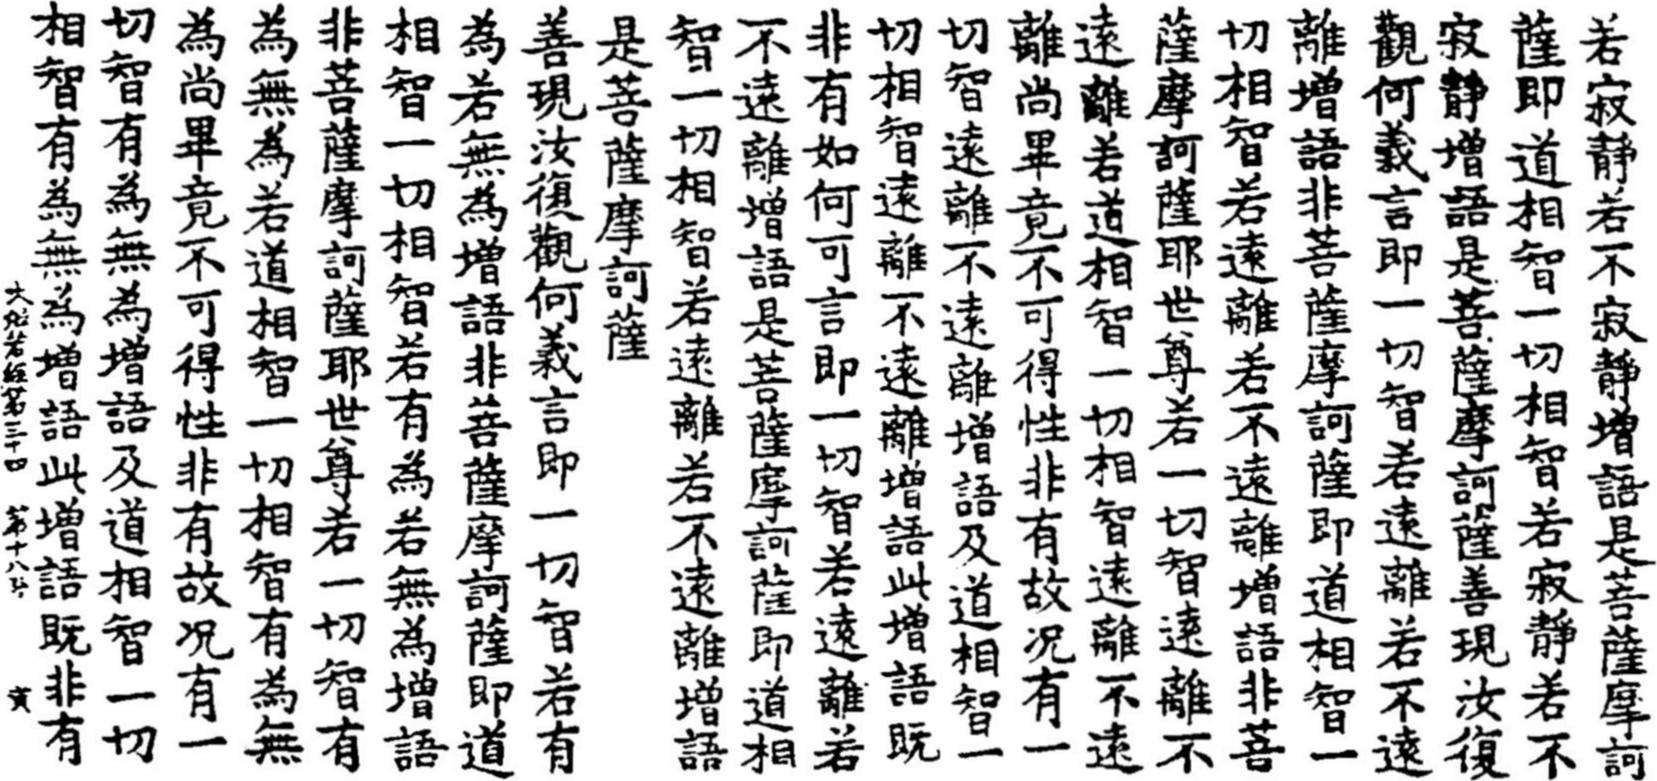 若寂靜若不寂靜增語是菩薩摩訶
薩即道相智一切相智若寂靜若不
寂靜增語是菩薩摩訶薩善現汝復
觀何義言即一切智若遠離若不遠
離增語非菩薩摩訶薩即道相智一
切相智若遠離若不遠離增語非菩
薩摩訶薩耶世尊若一切智遠離不
遠離若道相智一切相智遠離不遠
離尚畢竟不可得性非有故况有一
切智遠離不遠離增語及道相智一
切相智遠離不遠離增語此增語既
非有如何可言即一切智若遠離若
不遠離增語是菩薩摩訶薩即道相
智一切相智若遠離若不遠離增語
是菩薩摩訶薩
善現汝復觀何義言即一切智若有
為若無為增語非菩薩摩訶薩即道
相智一切相智若有為若無為增語
非菩薩摩訶薩耶世尊若一切智有
為無為若道相智一切相智有為無
為尚畢竟不可得性非有故况有一
切智有為無為增語及道相智一切
相智有為無為增語此增語既非有
大般若經第三十四 第十八 寅